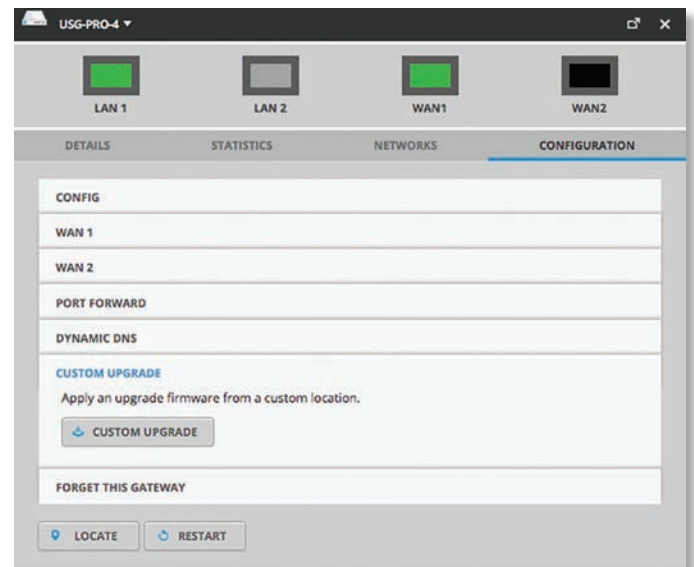 USG-PRO-4
LAN 1 LAN 2 WAN1 WAN2
DETAILS STATISTICS NETWORKS CONFIGURATION
CONFIG
WAN 1
WAN 2
PORT FORWARD
DYNAMIC DNS
CUSTOM UPGRADE
Apply an upgrade firmware from a custom location.
CUSTOM UPGRADE
FORGET THIS GATEWAY
LOCATE RESTART